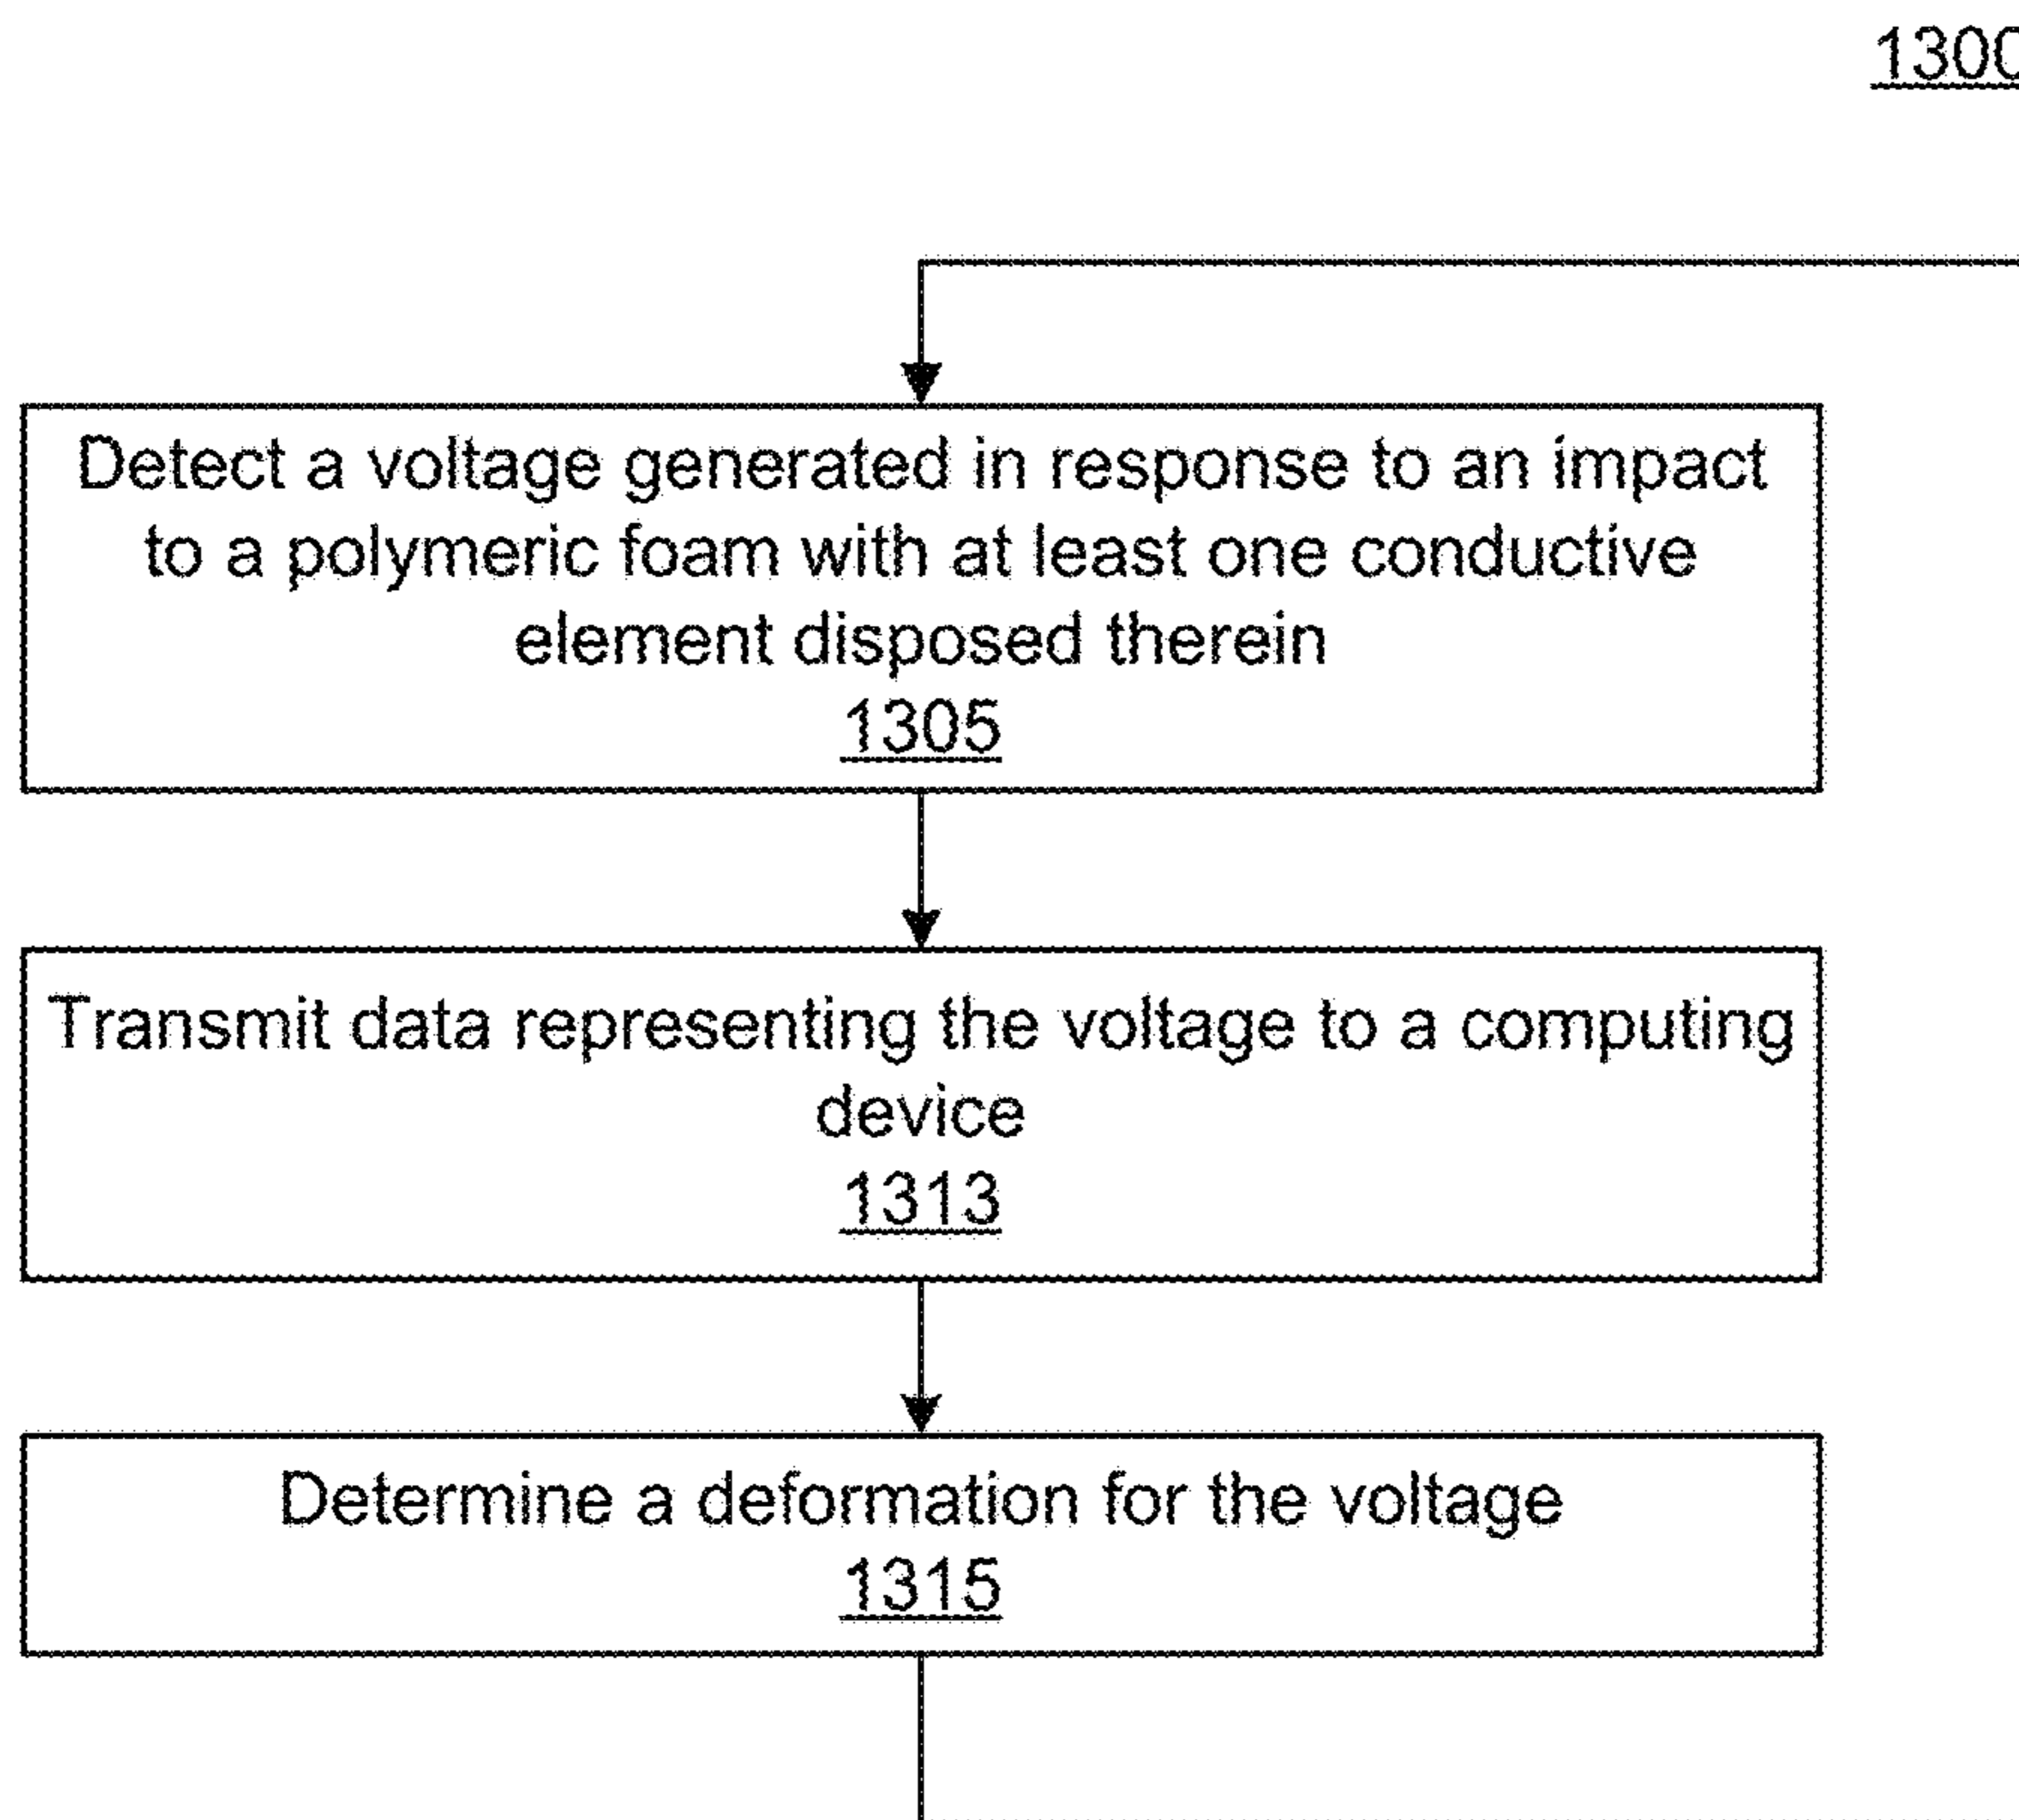 1300
Detect a voltage generated in response to an impact
to a polymeric foam with at least one conductive
element disposed therein
1305
Transmit data representing the voltage to a computing
device
1313
Determine a deformation for the voltage
1315